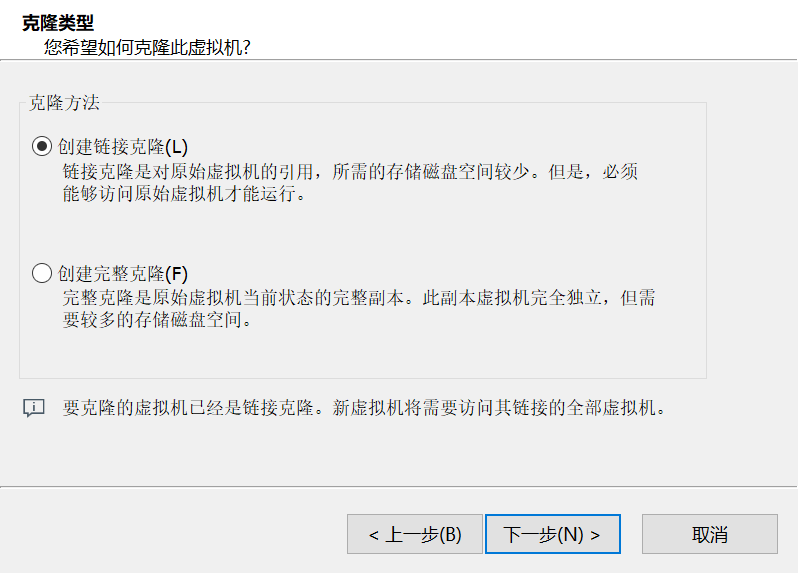 克隆类型
您希望如何克隆此虚拟机?
克隆方法
创建链接克隆(L)
链接克隆是对原始虚拟机的引用，所需的存储磁盘空间较少。但是，必须
能够访问原始虚拟机才能运行。
创建完整克隆(F)
完整克隆是原始虚拟机当前状态的完整副本。此副本虚拟机完全独立，但需
要较多的存储磁盘空间。
要克隆的虚拟机已经是链接克隆。新虚拟机将需要访问其链接的全部虚拟机。
< 上一步(B) 下一步(N) > 取消